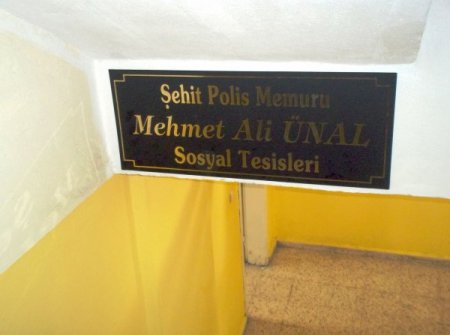 Şehit Polis Memuru
Mehmet Ali ÜNAL
Sosyal Tesisleri